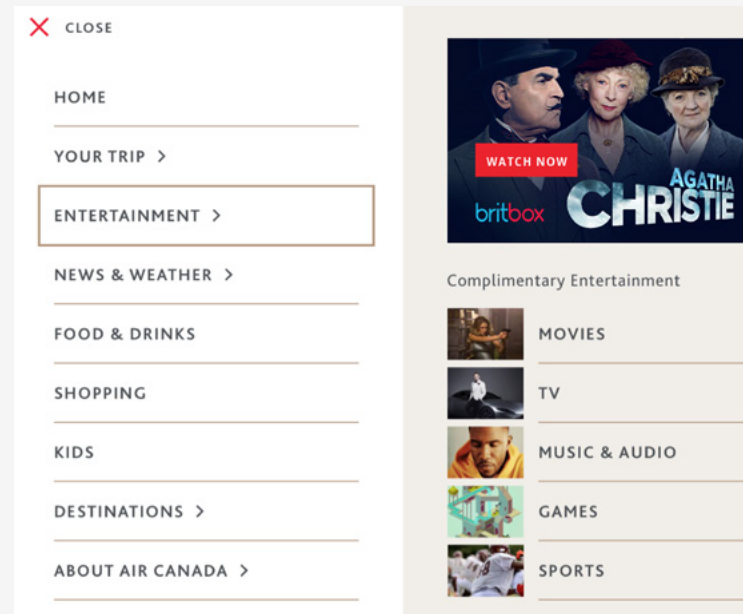 CLOSE
HOME
YOUR TRIP >
ENTERTAINMENT >
NEWS & WEATHER >
FOOD & DRINKS
SHOPPING
KIDS
DESTINATIONS >
ABOUT AIR CANADA >
WATCH NOW
britbox
AGATHA
CHRISTIE
Complimentary Entertainment
MOVIES
TV
MUSIC & AUDIO
GAMES
SPORTS